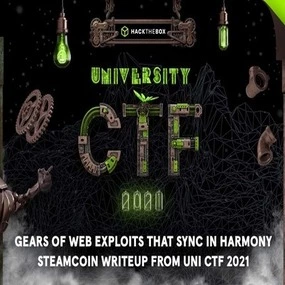 HACKTHEBOX
UNIVERSITY
CTF
2021
GEARS OF WEB EXPLOITS THAT SYNC IN HARMONY
STEAMCOIN WRITEUP FROM UNI CTF 2021